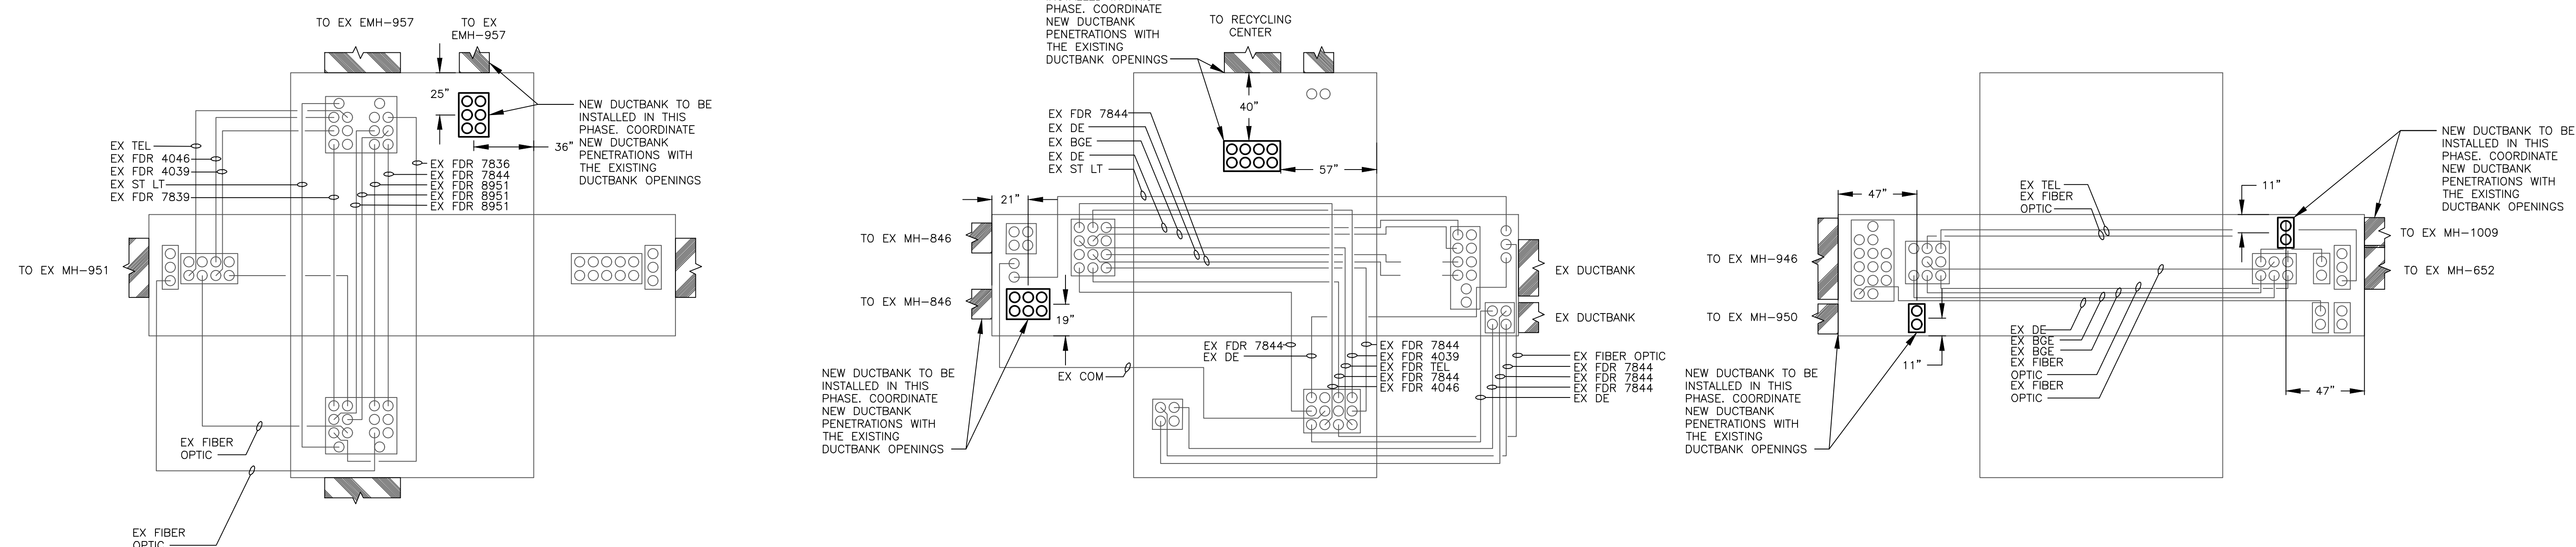 TO EX EMH-957
TO EX
EMH-957
25"
36"
NEW DUCTBANK TO BE
INSTALLED IN THIS
PHASE. COORDINATE
NEW DUCTBANK
PENETRATIONS WITH
THE EXISTING
DUCTBANK OPENINGS
EX TEL
EX FDR 4046
EX FDR 4039
EX ST LT
EX FDR 7839
EX FDR 7836
EX FDR 7844
EX FDR 8951
EX FDR 8951
EX FDR 8951
TO EX MH-951
EX FIBER
OPTIC
EX FIBER
OPTIC
PHASE. COORDINATE
NEW DUCTBANK
PENETRATIONS WITH
THE EXISTING
DUCTBANK OPENINGS
TO RECYCLING
CENTER
40"
57"
EX FDR 7844
EX DE
EX BGE
EX DE
EX ST LT
21"
TO EX MH-846
TO EX MH-846
19"
EX DUCTBANK
EX DUCTBANK
EX FDR 7844
EX DE
EX COM
EX FDR 7844
EX FDR 4039
EX FDR TEL
EX FDR 7844
EX FDR 4046
EX FIBER OPTIC
EX FDR 7844
EX FDR 7844
EX FDR 7844
EX DE
NEW DUCTBANK TO BE
INSTALLED IN THIS
PHASE. COORDINATE
NEW DUCTBANK
PENETRATIONS WITH
THE EXISTING
DUCTBANK OPENINGS
47"
TO EX MH-946
TO EX MH-950
EX TEL
EX FIBER
OPTIC
11"
NEW DUCTBANK TO BE
INSTALLED IN THIS
PHASE. COORDINATE
NEW DUCTBANK
PENETRATIONS WITH
THE EXISTING
DUCTBANK OPENINGS
TO EX MH-1009
TO EX MH-652
EX DE
EX BGE
EX BGE
EX FIBER
OPTIC
EX FIBER
OPTIC
11"
47"
NEW DUCTBANK TO BE
INSTALLED IN THIS
PHASE. COORDINATE
NEW DUCTBANK
PENETRATIONS WITH
THE EXISTING
DUCTBANK OPENINGS